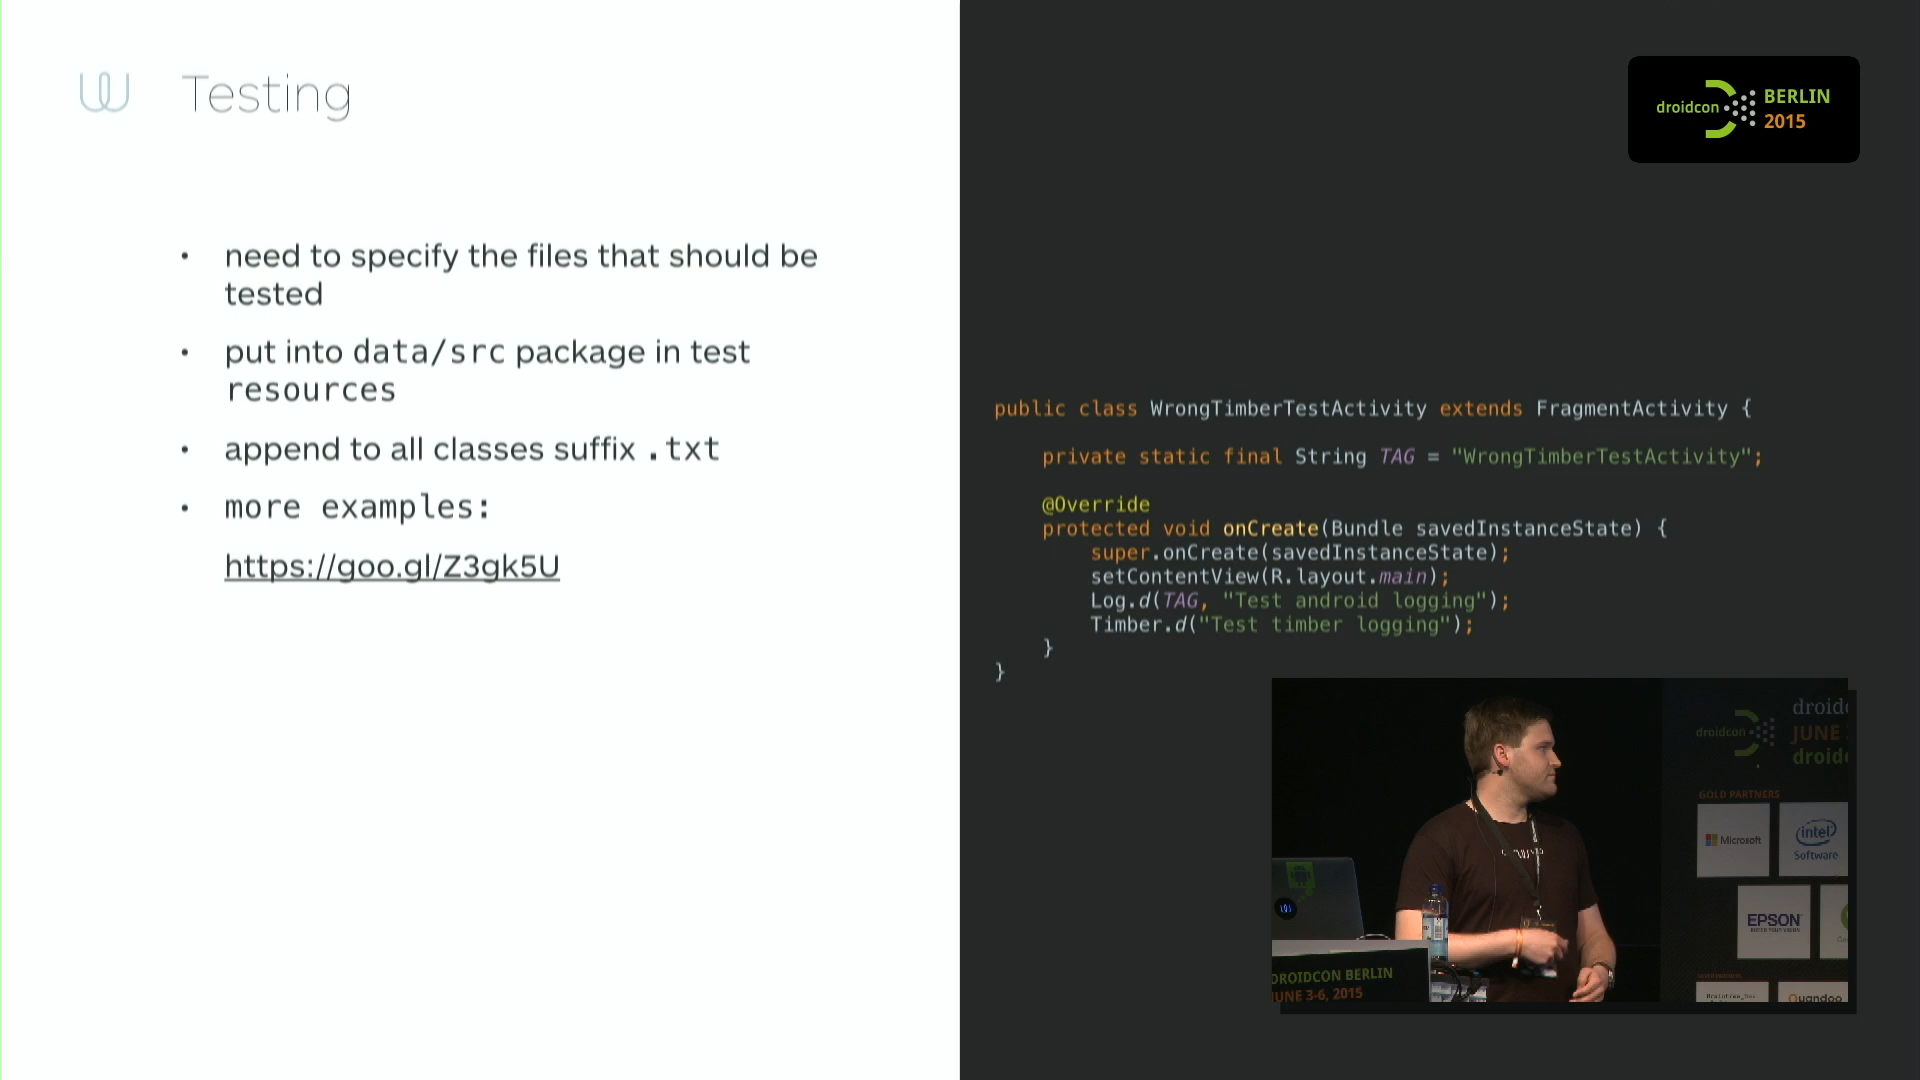 Testing
• need to specify the files that should be
tested
• put into data/src package in test
resources
• append to all classes suffix .txt
• more examples:
https://goo.gl/Z3gk5U
droidcon
BERLIN
2015
public class WrongTimberTestActivity extends FragmentActivity {
private static final String TAG = "WrongTimberTestActivity";
@Override
protected void onCreate(Bundle savedInstanceState) {
super.onCreate(savedInstanceState);
setContentView(R.layout.main);
Log.d(TAG, "Test android logging");
Timber.d("Test timber logging");
}
}
droidcon
JUNE
GOLD PARTNERS
Microsoft
intel
Software
EPSON
DROIDCON BERLIN
JUNE 3-6, 2015
Quandoo